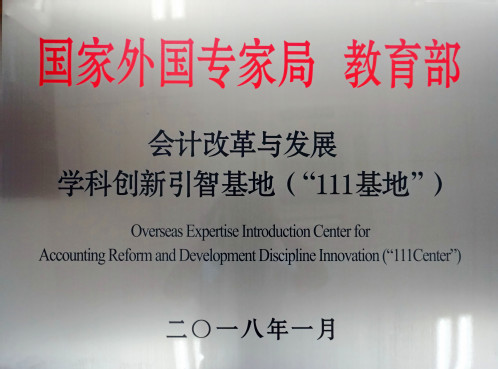 国家外国专家局 教育部
会计改革与发展
学科创新引智基地(“111基地”)
Overseas Expertise Introduction Center for
Accounting Reform and Development Discipline Innovation (“111Center”)
二〇一八年一月